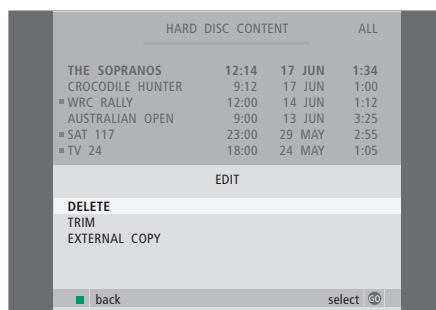 HARD DISC CONTENT ALL
THE SOPRANOS 12:14 17 JUN 1:34
CROCODILE HUNTER 9:12 17 JUN 1:00
WRC RALLY 12:00 14 JUN 1:12
AUSTRALIAN OPEN 9:00 13 JUN 3:25
SAT 117 23:00 29 MAY 2:55
TV 24 18:00 24 MAY 1:05
EDIT
DELETE
TRIM
EXTERNAL COPY
back select GO